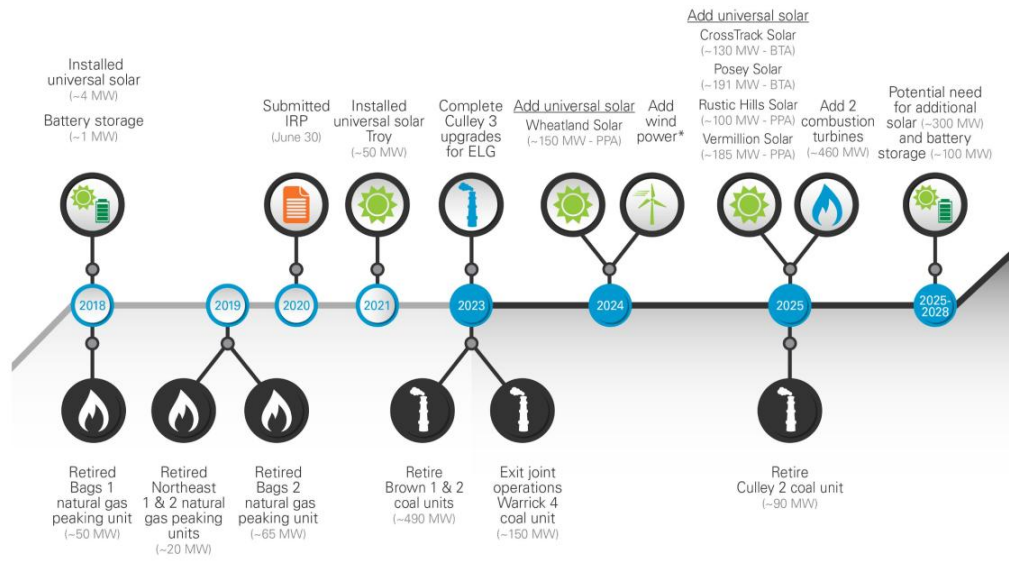 Installed
universal solar
(~4 MW)
Battery storage
(~1 MW)
Submitted
IRP
(June 30)
Installed
universal solar
Troy
(~50 MW)
Complete
Culley 3
upgrades
for ELG
Add universal solar
Wheatland Solar
(~150 MW - PPA)
Add
wind
power*
Add universal solar
CrossTrack Solar
(~130 MW - BTA)
Posey Solar
(~191 MW - BTA)
Rustic Hills Solar
(~100 MW - PPA)
Vermillion Solar
(~185 MW - PPA)
Add 2
combustion
turbines
(~460 MW)
Potential need
for additional
solar (~300 MW)
and battery
storage (~100 MW)
2018
2019
2020
2021
2023
2024
2025
2025-
2028
Retired
Bags 1
natural gas
peaking unit
(~50 MW)
Retired
Northeast
1 & 2 natural
gas peaking
units
(~20 MW)
Retired
Bags 2
natural gas
peaking unit
(~65 MW)
Retire
Brown 1 & 2
coal units
(~490 MW)
Exit joint
operations
Warrick 4
coal unit
(~150 MW)
Retire
Culley 2 coal unit
(~90 MW)